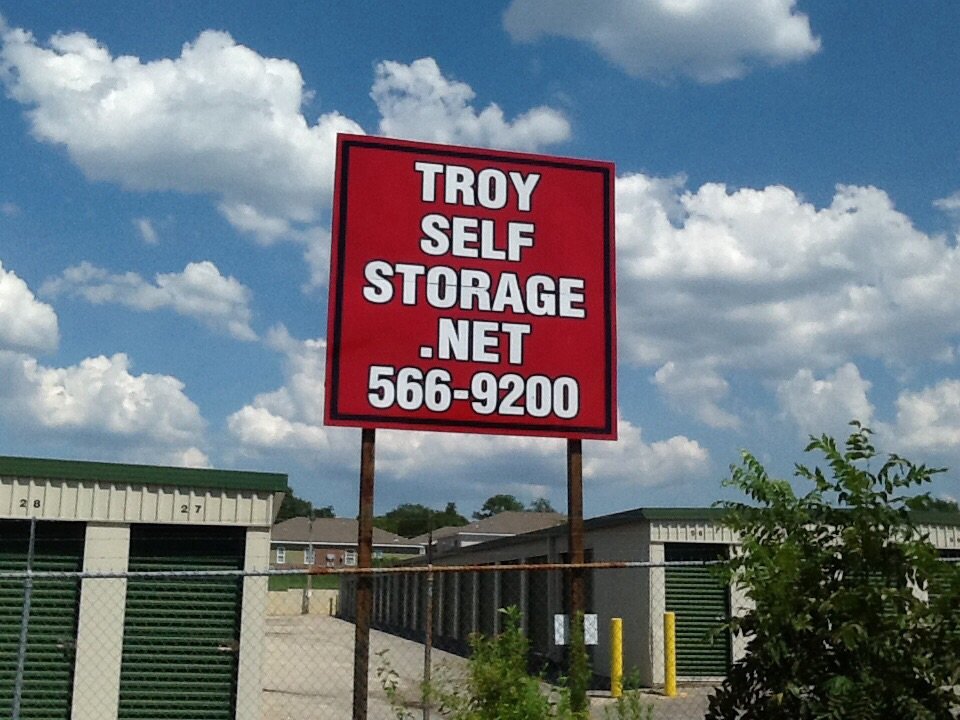 TROY
SELF
STORAGE
.NET
566-9200
28 27